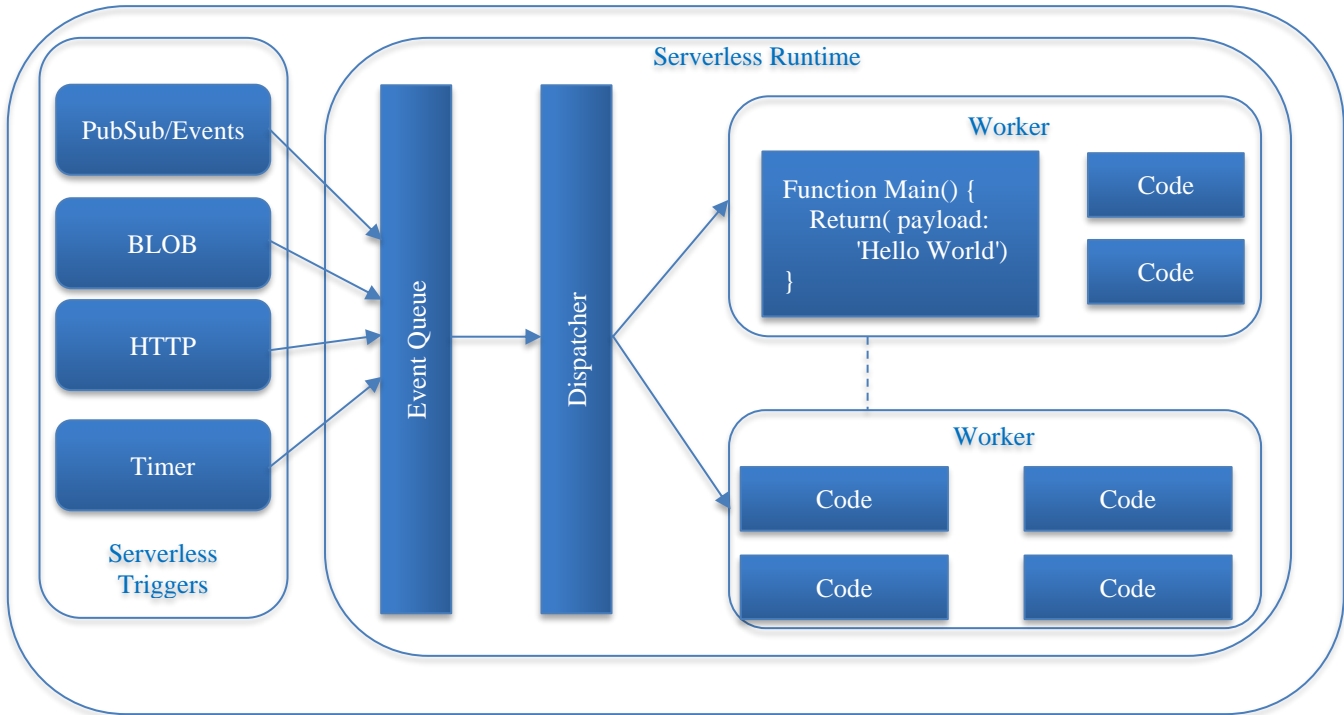 Serverless Runtime
PubSub/Events
BLOB
HTTP
Timer
Serverless
Triggers
Event Queue
Dispatcher
Worker
Function Main() {
Return( payload:
'Hello World')
}
Code
Code
Worker
Code
Code
Code
Code